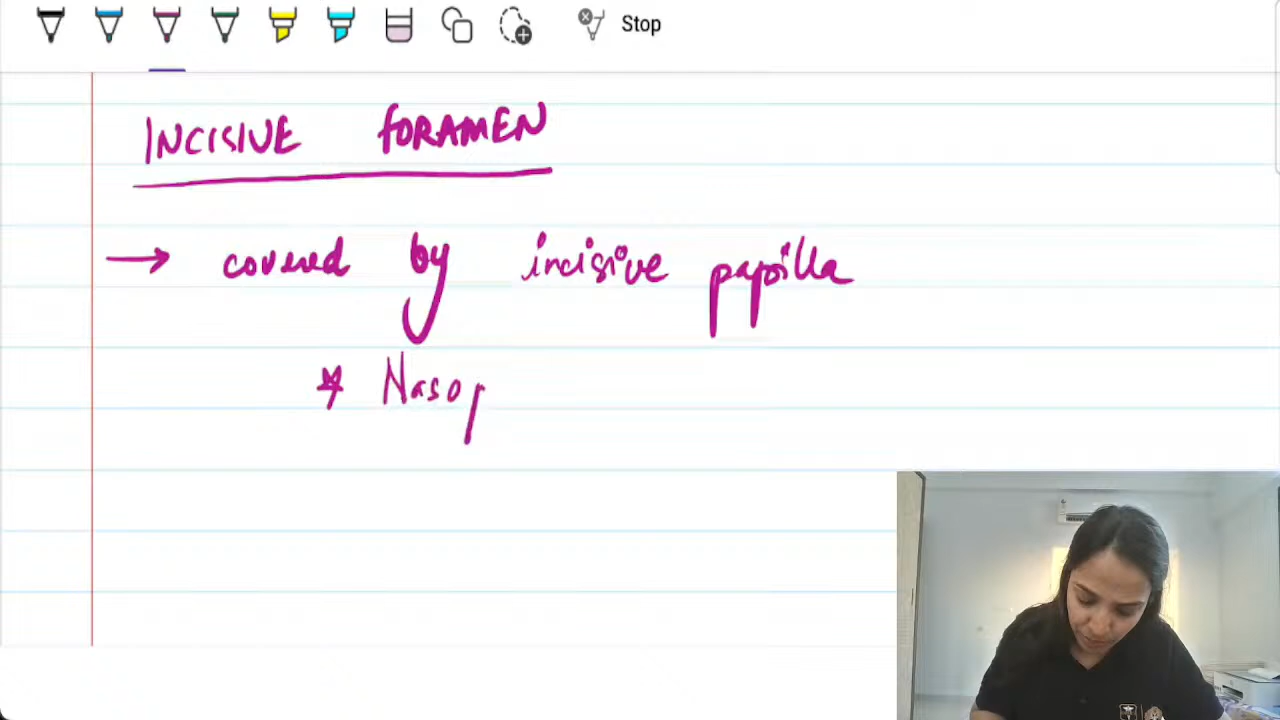 Stop
INCISIVE FORAMEN
→ covered by incisive papilla
* Nasop